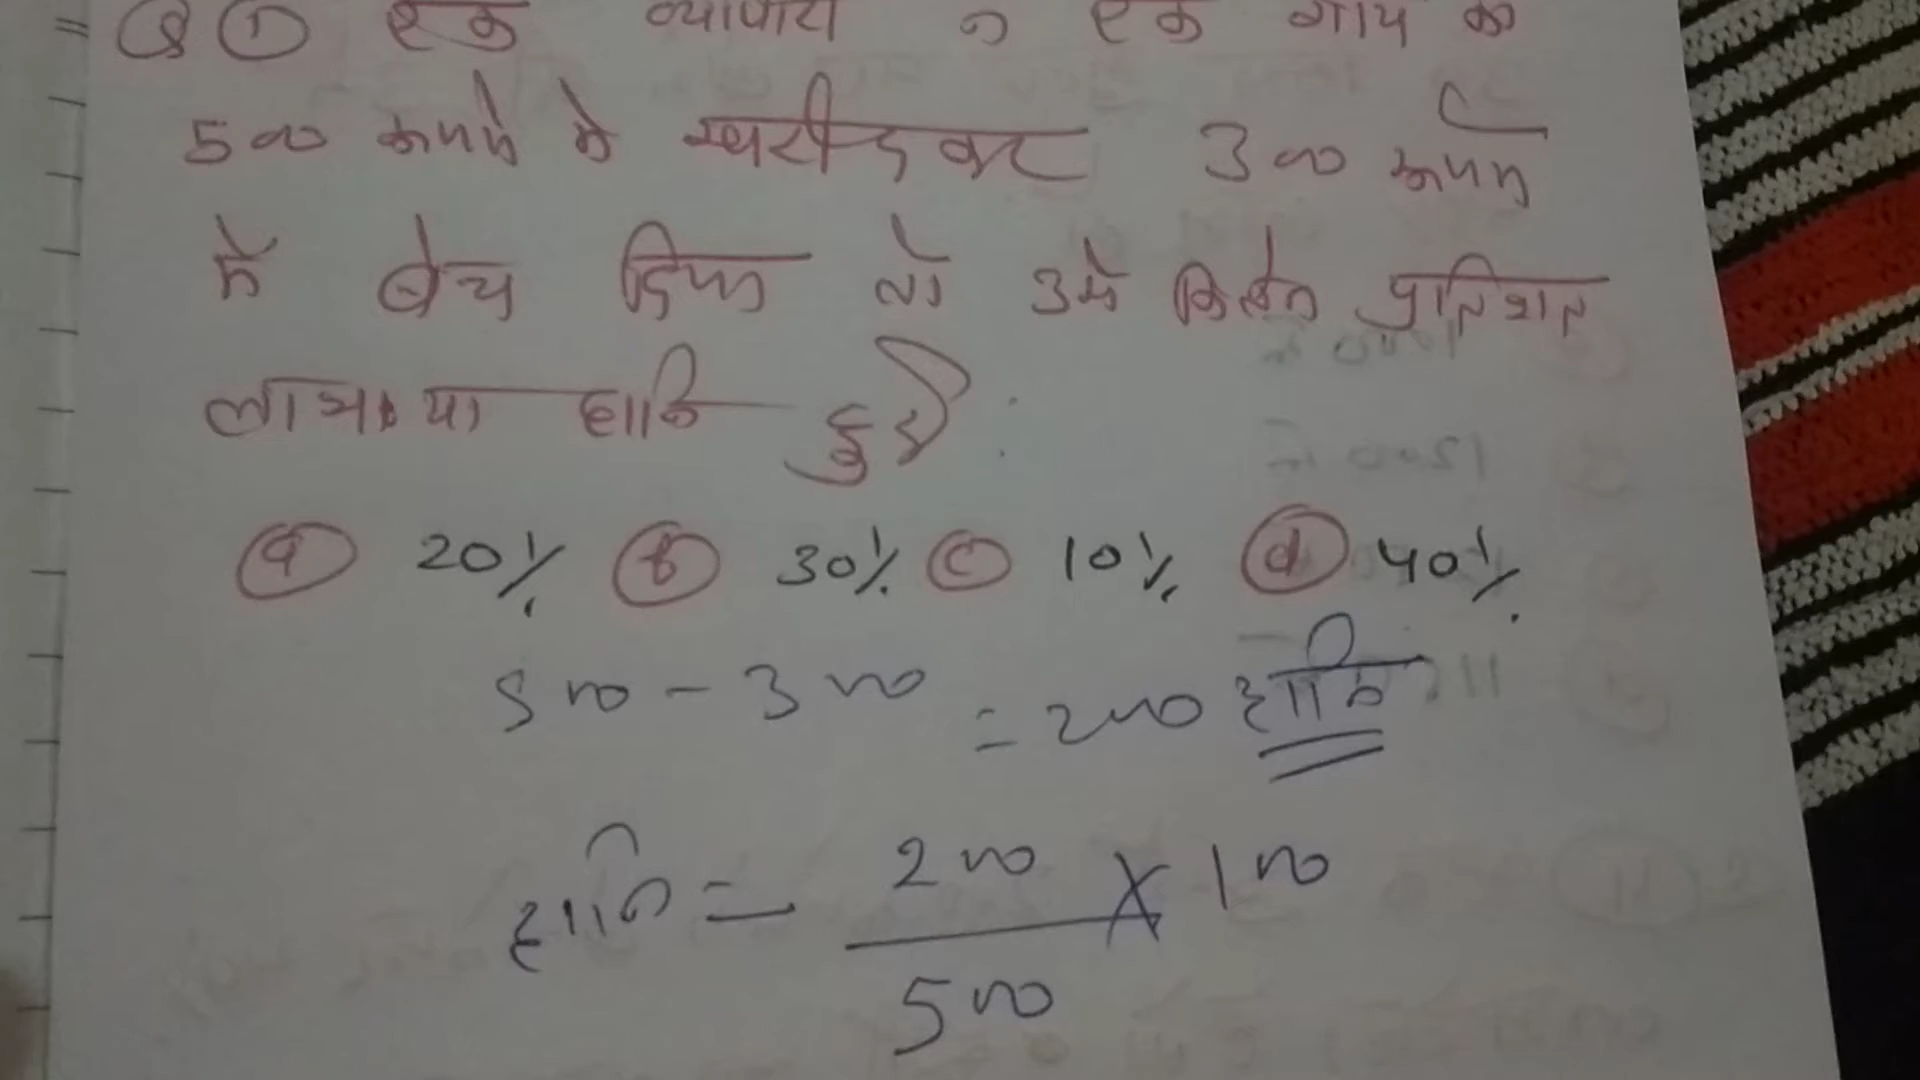 Q ① एक व्यापारी ने एक गाय को
500 रूपये मे खरीदकर 300 रूपये
मे बेच दिया तो उसे कितने प्रतिशत
लाभ या हानि हुई :
ⓐ 20% ⓑ 30% ⓒ 10% ⓓ 40%
500 - 300 = 200 हानि
हानि = 200/500 × 100